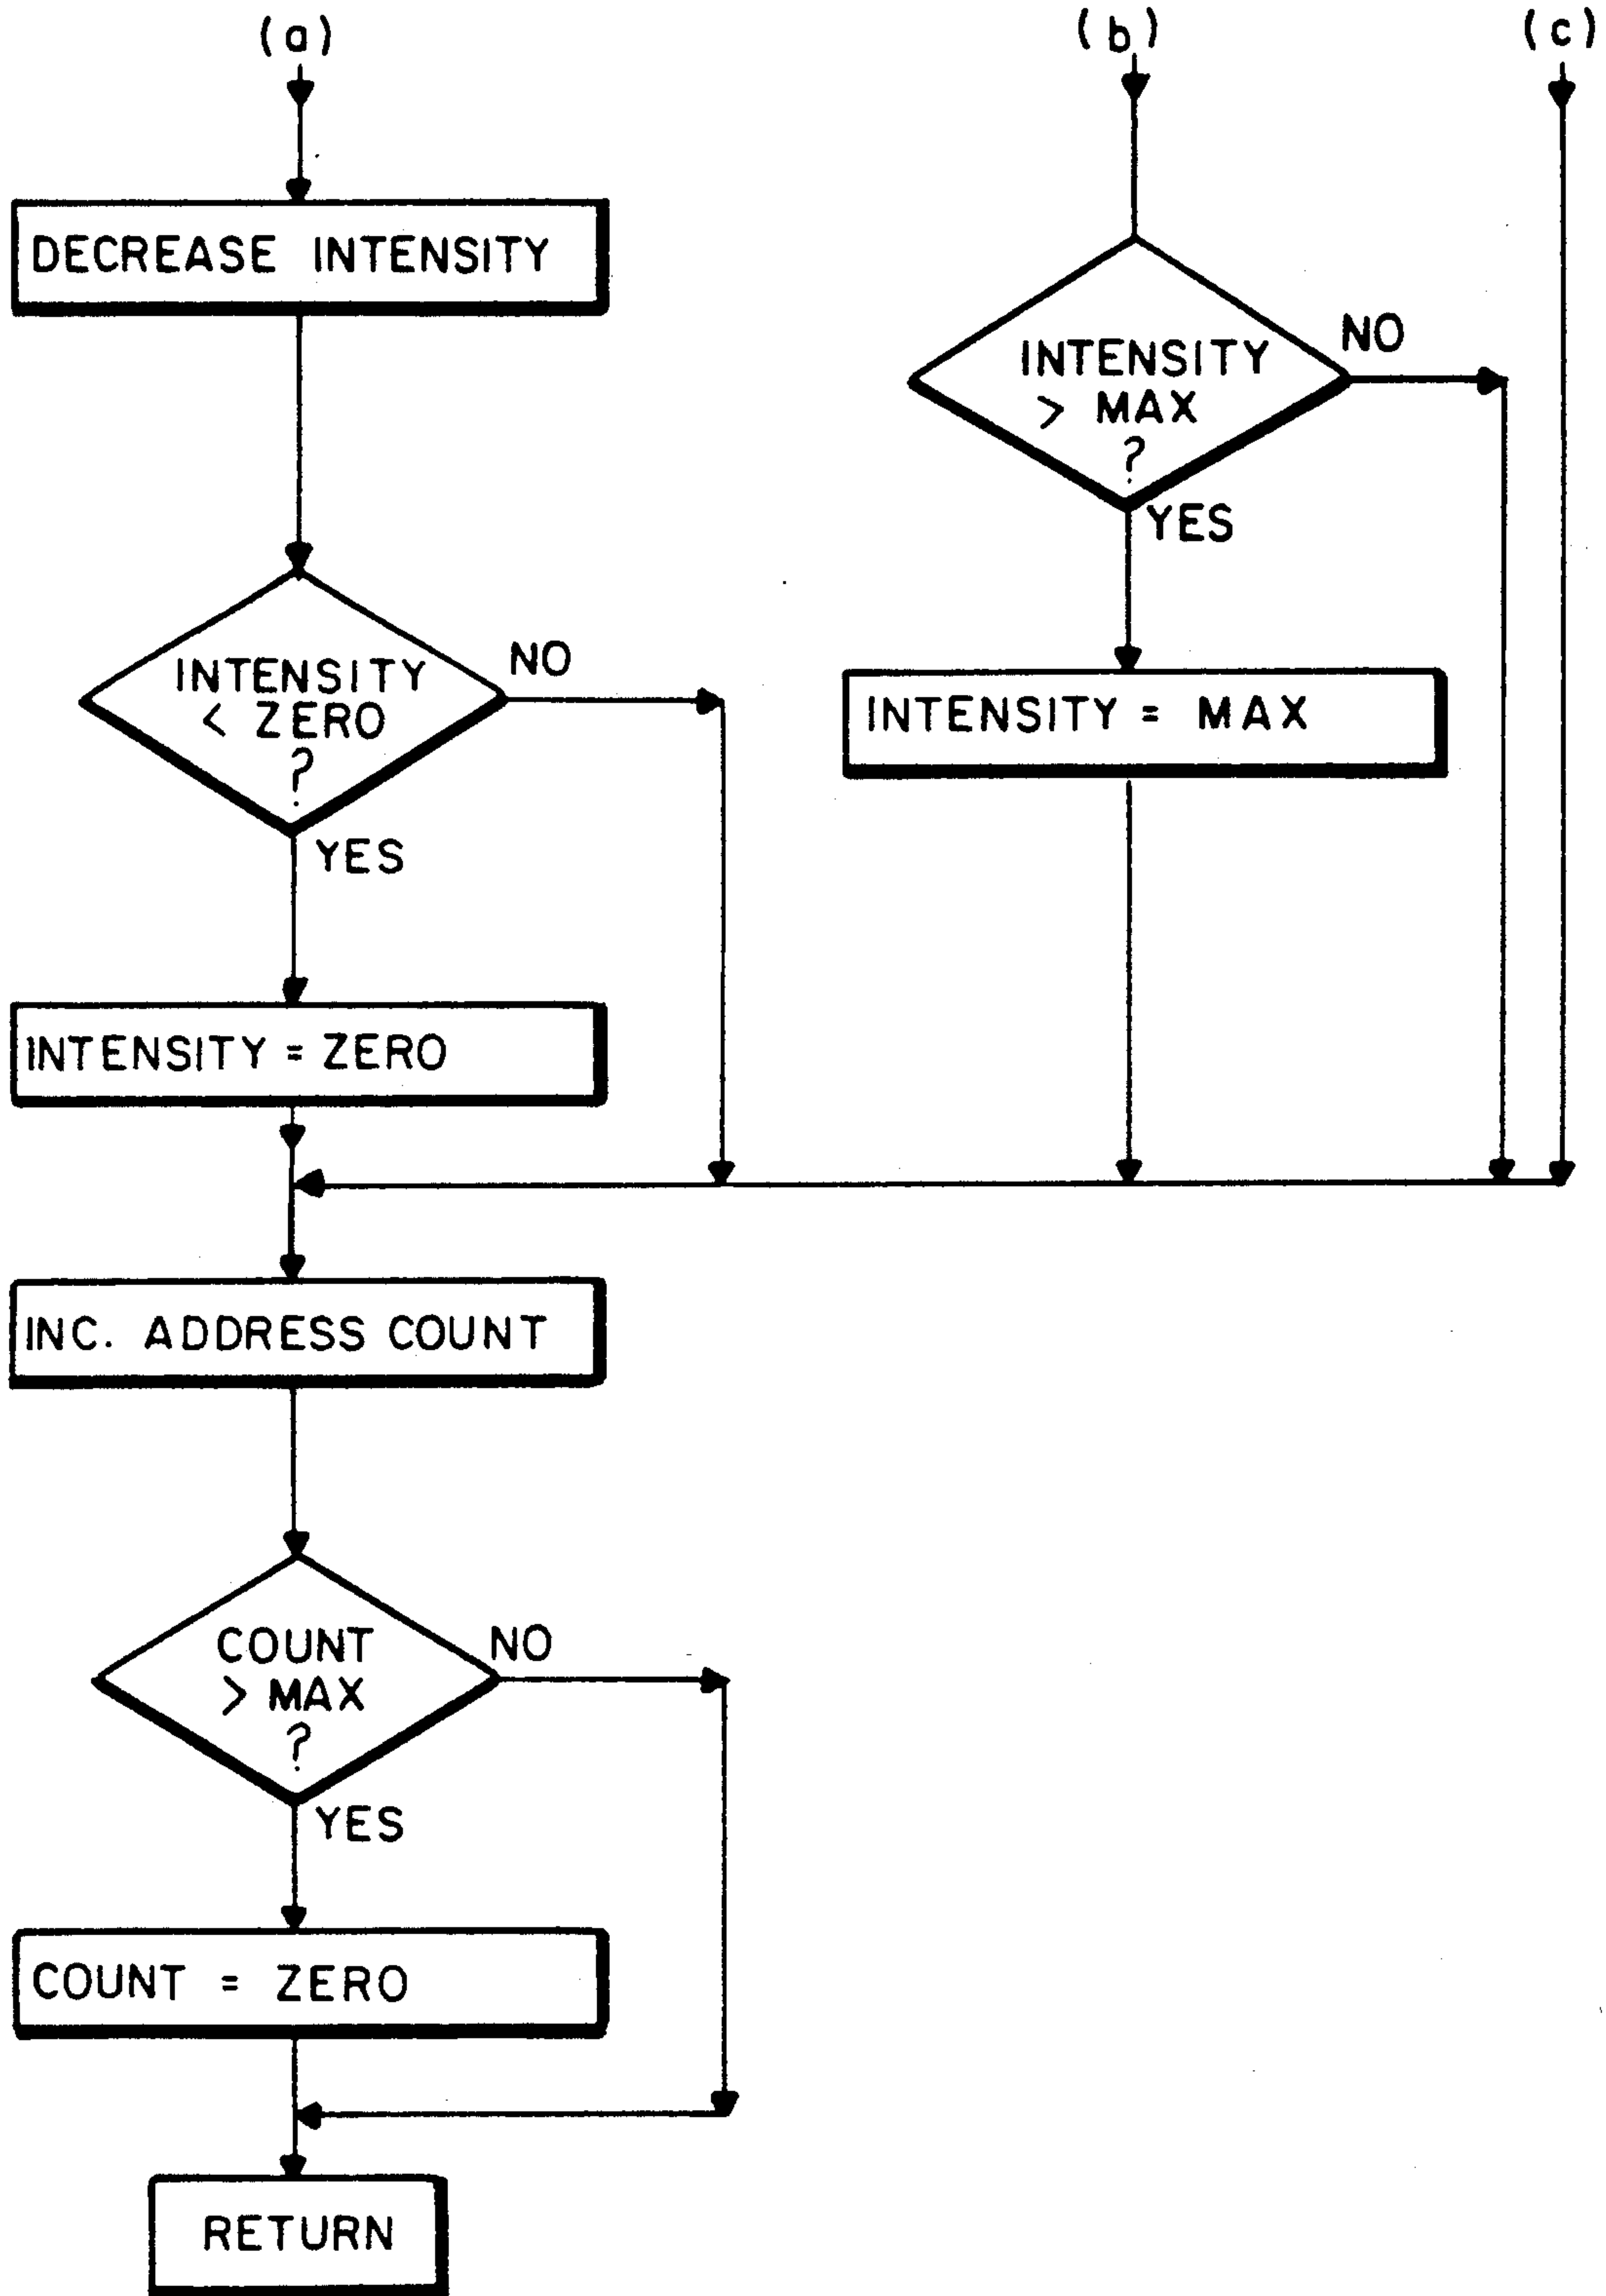 (a)
(b)
(c)
DECREASE INTENSITY
INTENSITY
> MAX
?
NO
YES
INTENSITY
< ZERO
?
NO
YES
INTENSITY = MAX
INTENSITY = ZERO
INC. ADDRESS COUNT
COUNT
> MAX
?
NO
YES
COUNT = ZERO
RETURN